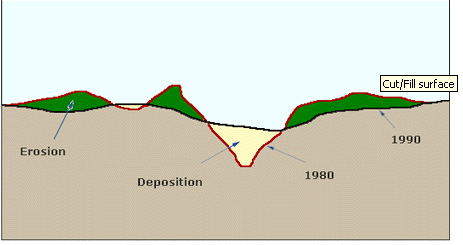 Cut/Fill surface
1990
Erosion
1980
Deposition